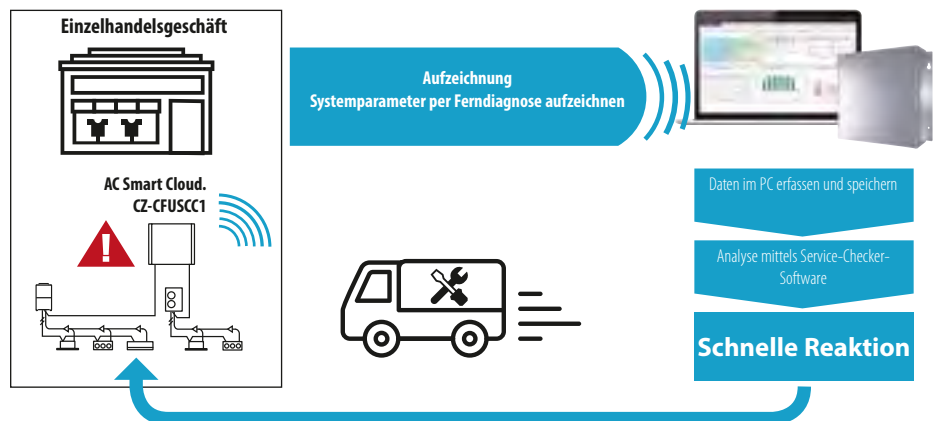 Einzelhandelsgeschäft
AC Smart Cloud.
CZ-CFUSCC1
Aufzeichnung
Systemparameter per Ferndiagnose aufzeichnen
Daten im PC erfassen und speichern
Analyse mittels Service-Checker-
Software
Schnelle Reaktion